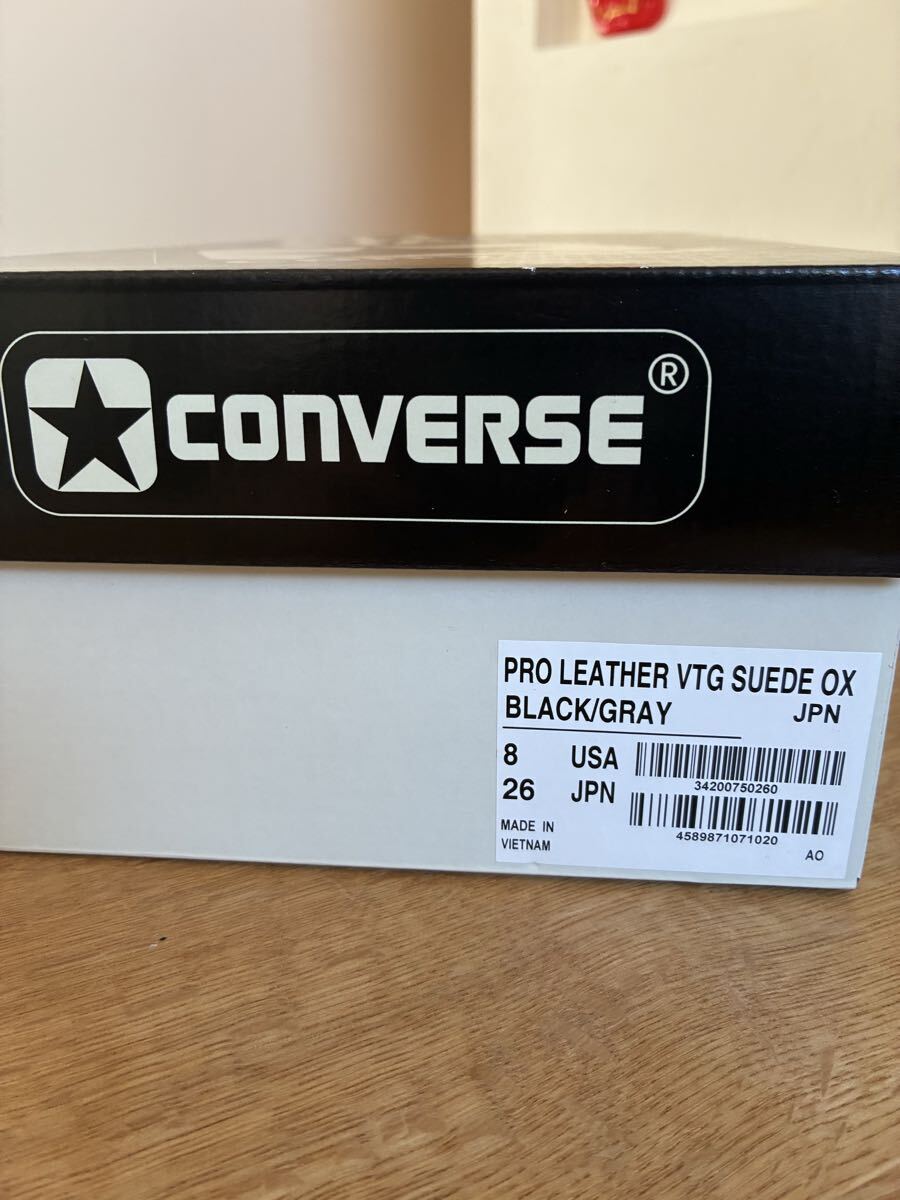 CONVERSE®
PRO LEATHER VTG SUEDE OX
BLACK/GRAY JPN
8 USA
34200750260
26 JPN
4589871071020
MADE IN
VIETNAM
AO